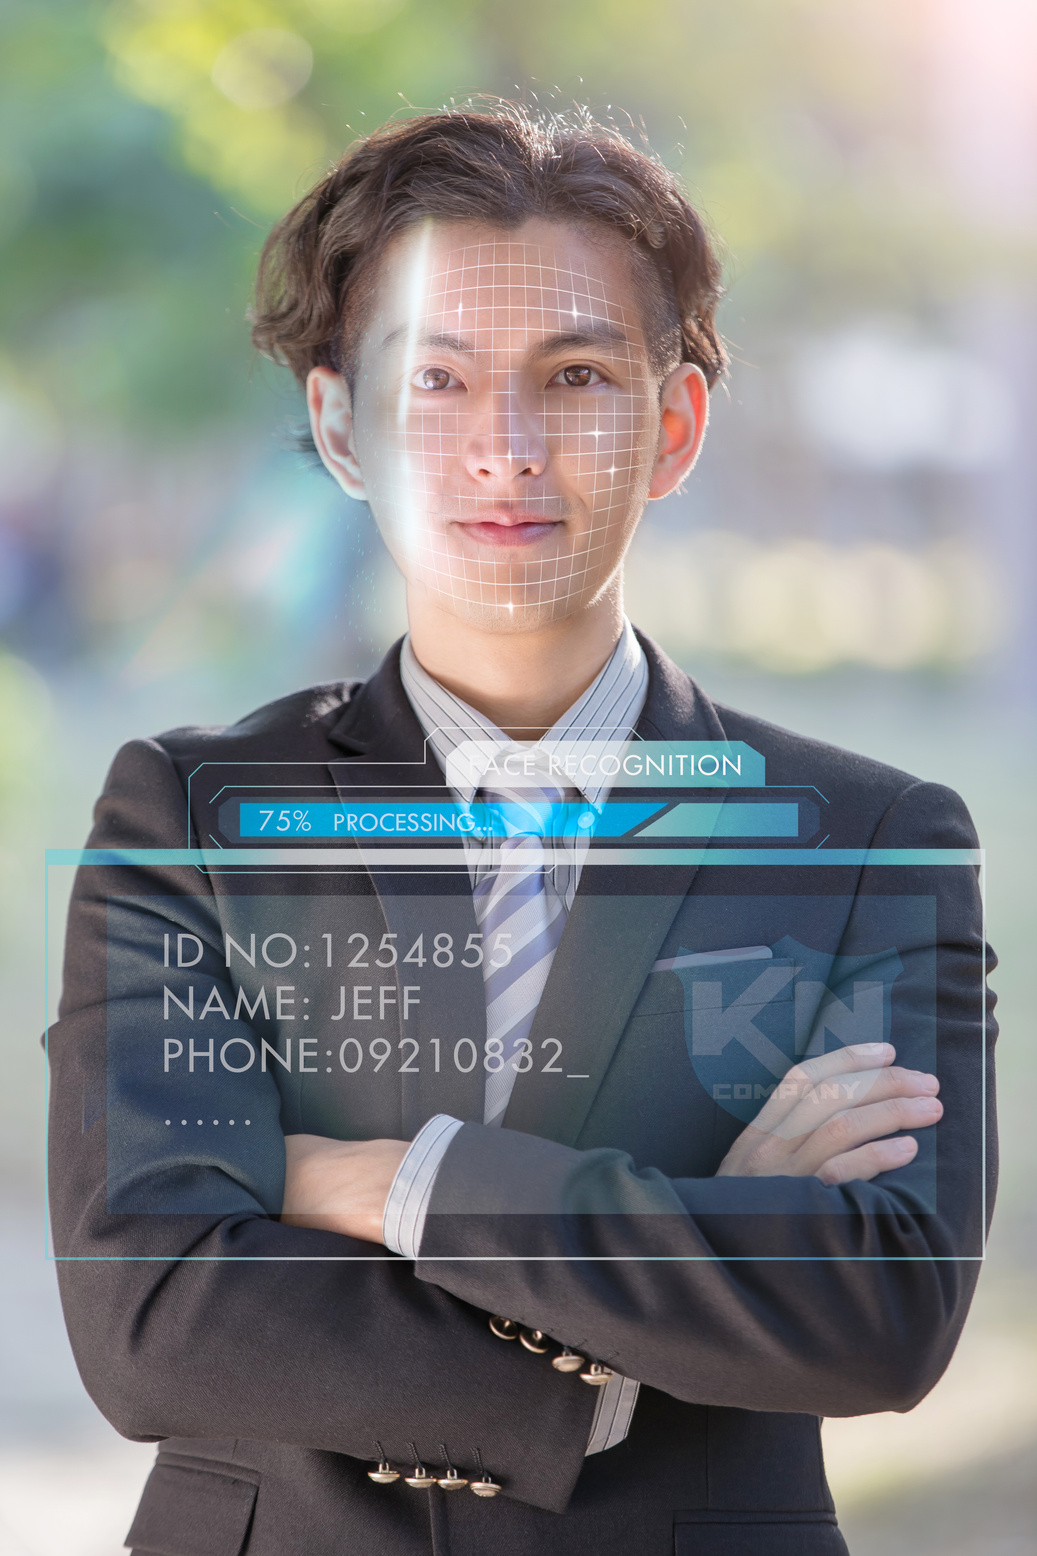 FACE RECOGNITION
75% PROCESSING...
ID NO:1254855
NAME: JEFF
PHONE:09210832_
......
KN
COMPANY